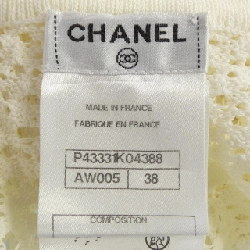 CHANEL
MADE IN FRANCE
FABRIQUE EN FRANCE
P43331K04388
AW005 38
COMPOSITION